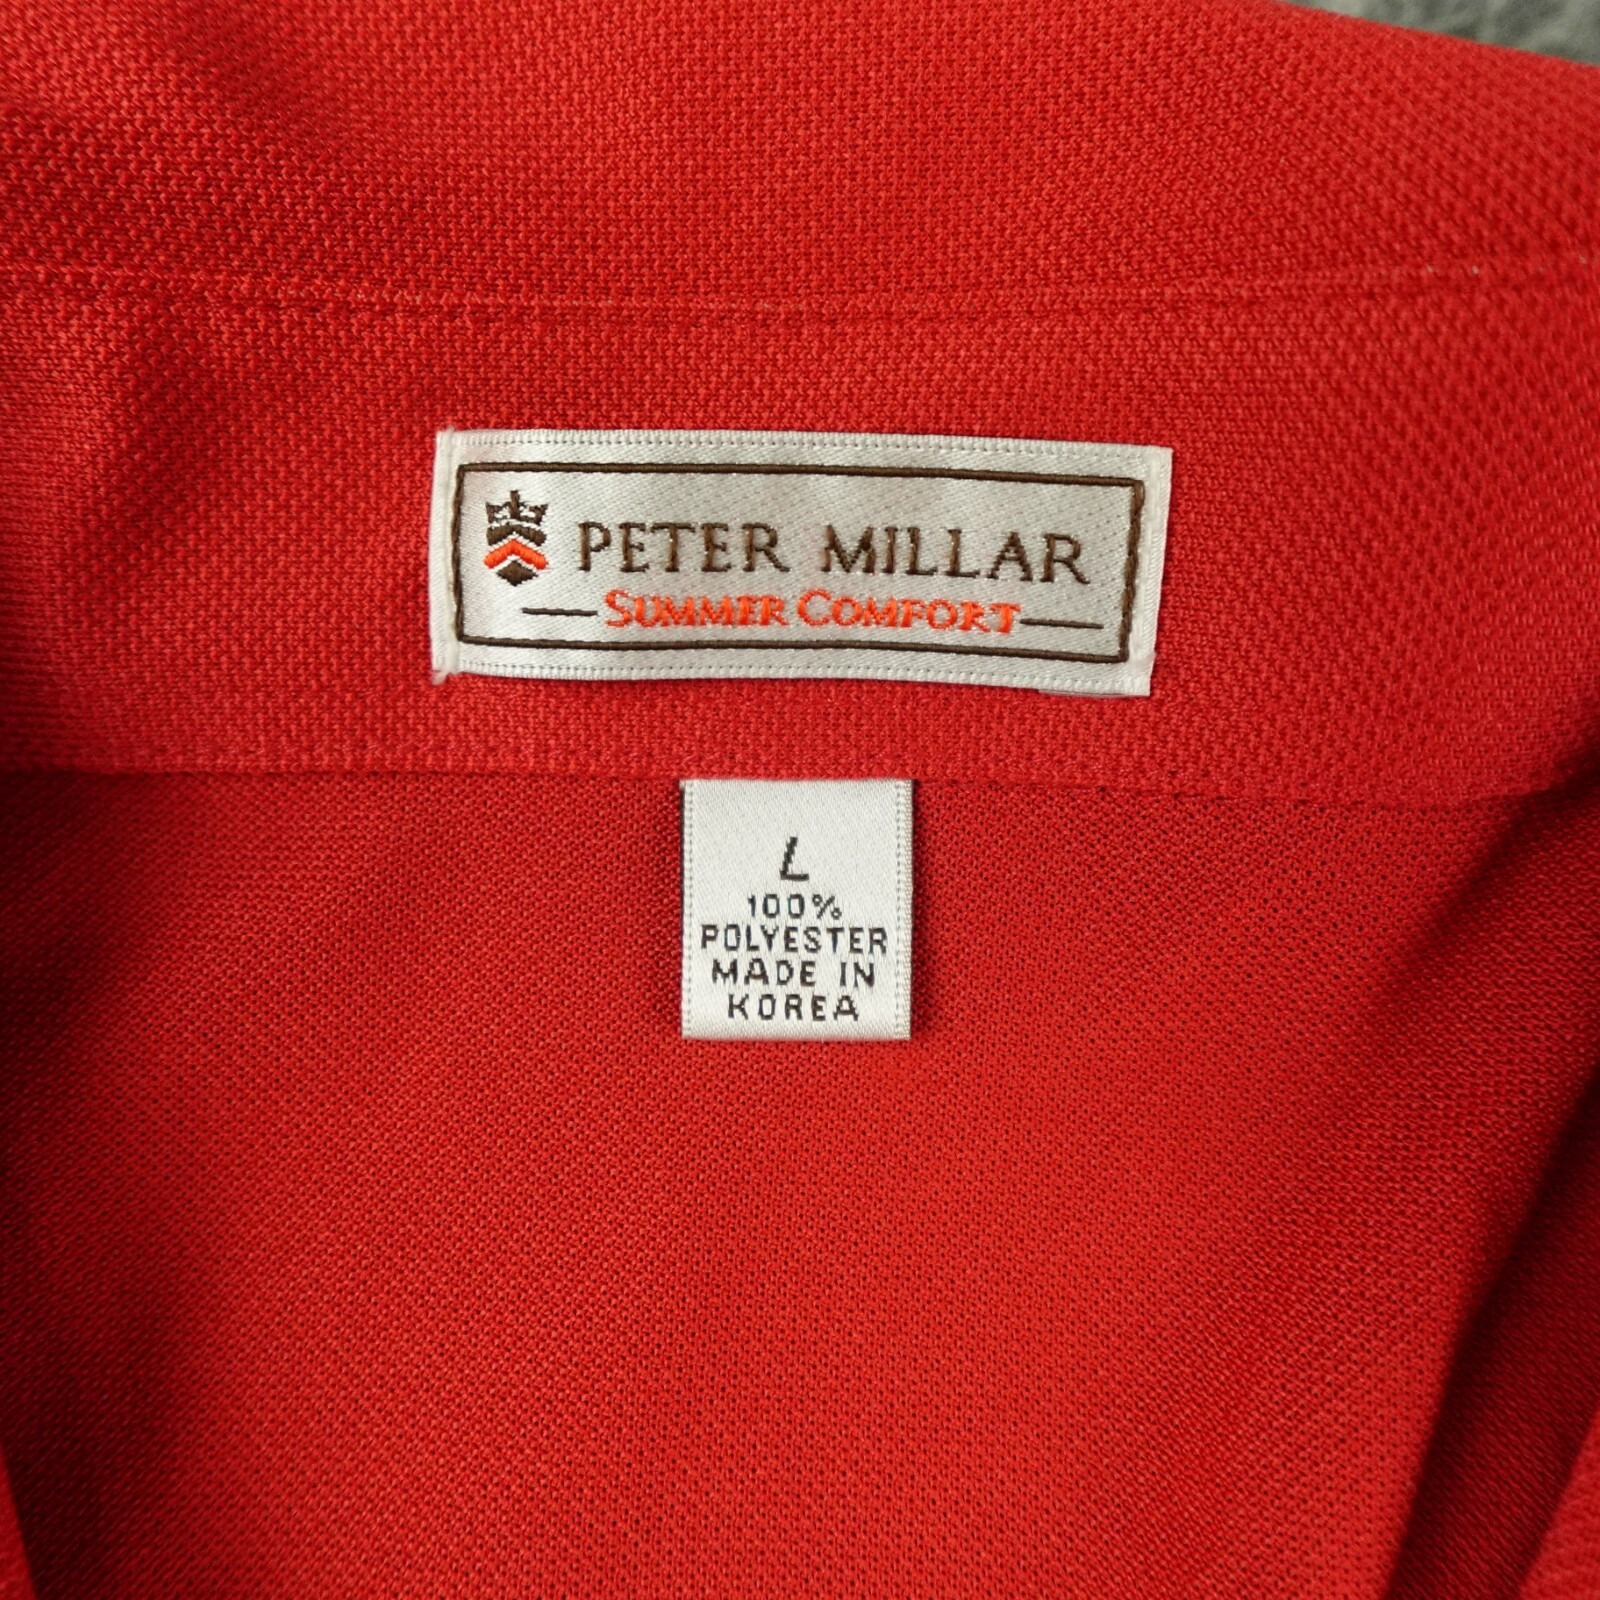 PETER MILLAR
SUMMER COMFORT
L
100%
POLYESTER
MADE IN
KOREA